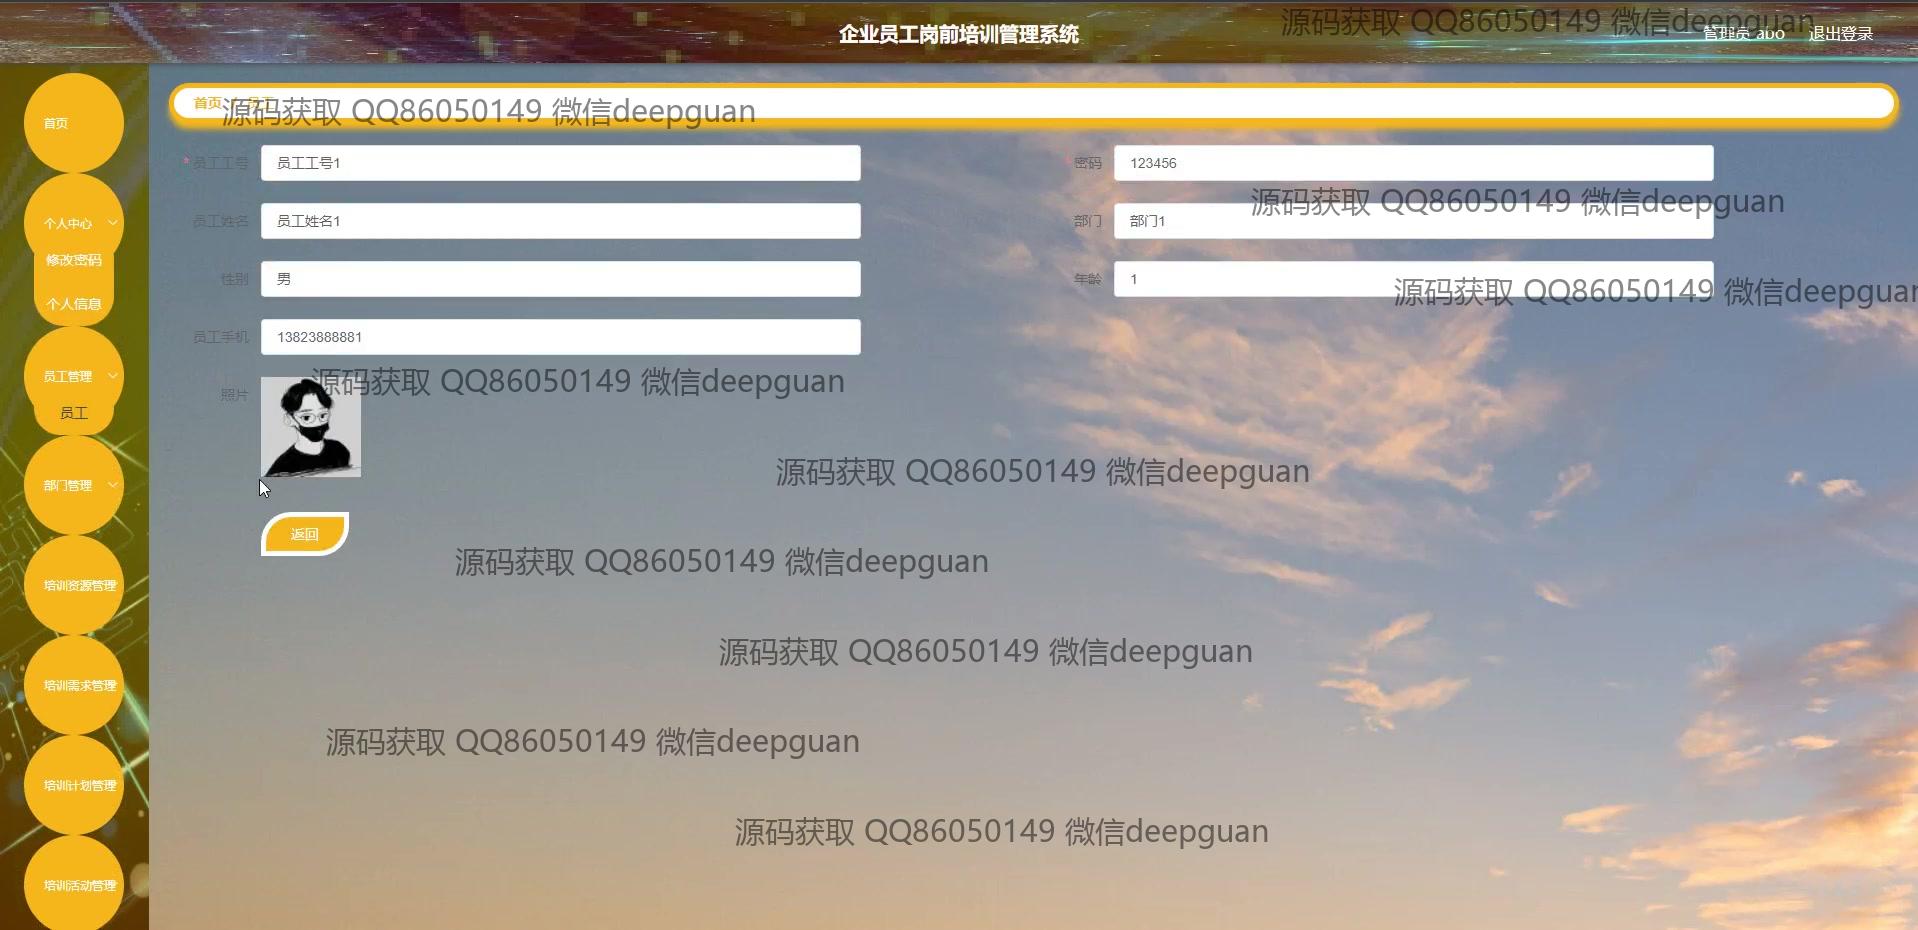 企业员工岗前培训管理系统
源码获取 QQ86050149 微信deepguan
管理员 abo
退出登录
首页
首页
员工
源码获取 QQ86050149 微信deepguan
* 员工工号 员工工号1
* 密码 123456
源码获取 QQ86050149 微信deepguan
个人中心
员工姓名 员工姓名1
部门 部门1
修改密码
性别 男
年龄 1
源码获取 QQ86050149 微信deepguan
个人信息
员工手机 13823888881
员工管理
照片
源码获取 QQ86050149 微信deepguan
员工
源码获取 QQ86050149 微信deepguan
部门管理
返回
源码获取 QQ86050149 微信deepguan
培训资源管理
源码获取 QQ86050149 微信deepguan
培训需求管理
源码获取 QQ86050149 微信deepguan
培训计划管理
源码获取 QQ86050149 微信deepguan
培训活动管理